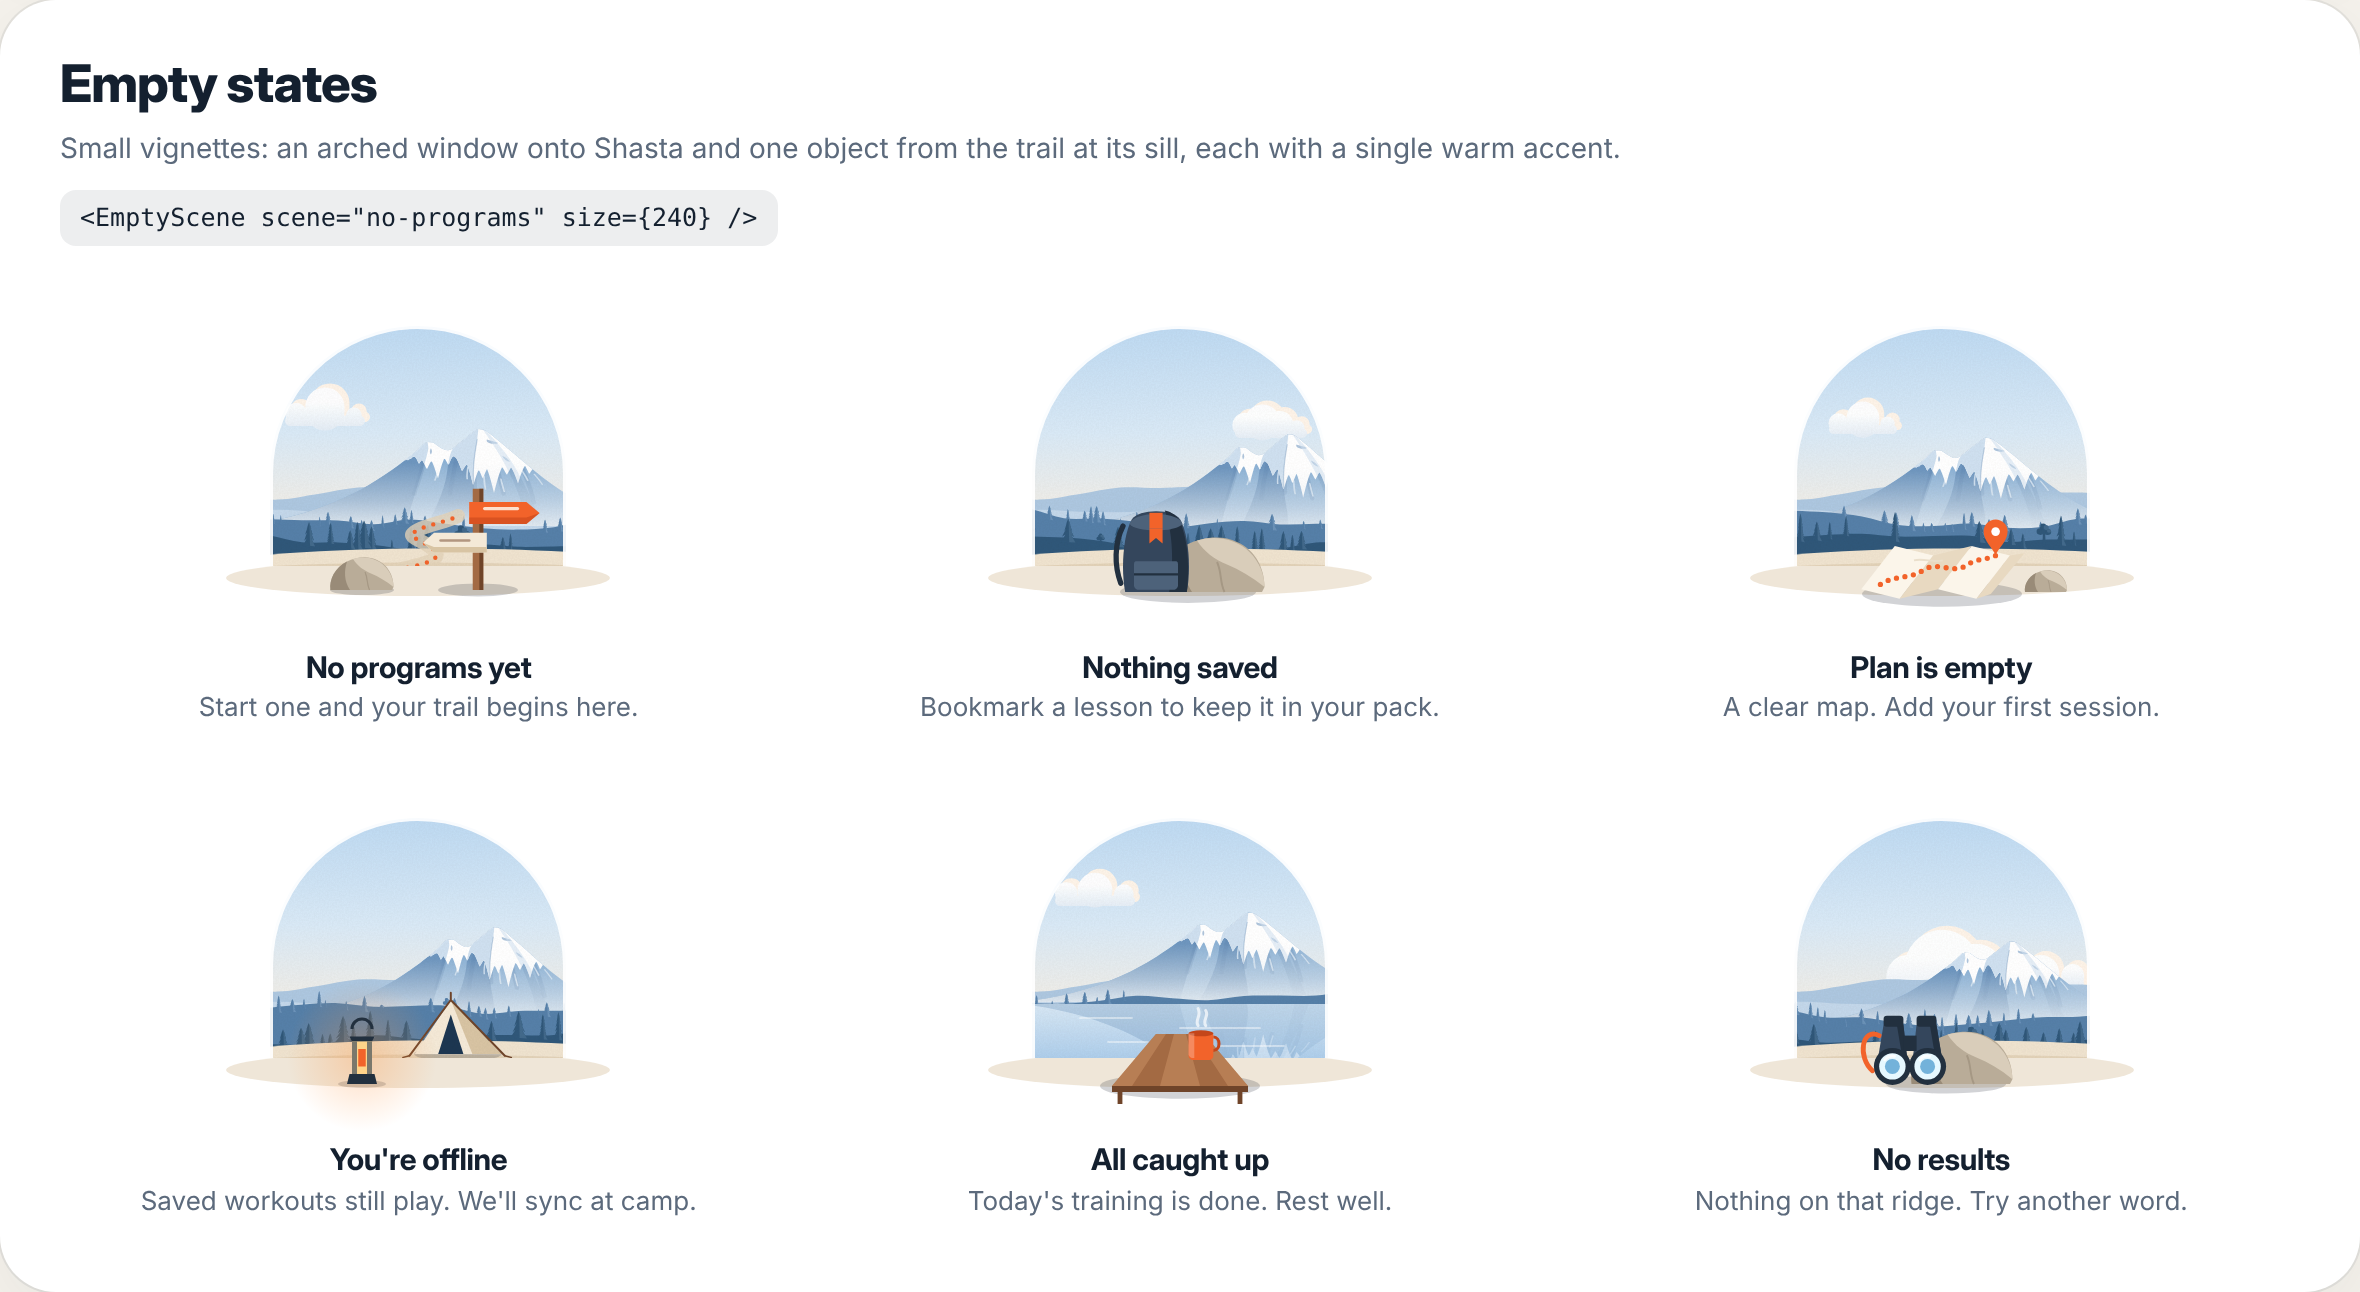 Empty states
Small vignettes: an arched window onto Shasta and one object from the trail at its sill, each with a single warm accent.
<EmptyScene scene="no-programs" size={240} />
No programs yet
Start one and your trail begins here.
Nothing saved
Bookmark a lesson to keep it in your pack.
Plan is empty
A clear map. Add your first session.
You're offline
Saved workouts still play. We'll sync at camp.
All caught up
Today's training is done. Rest well.
No results
Nothing on that ridge. Try another word.